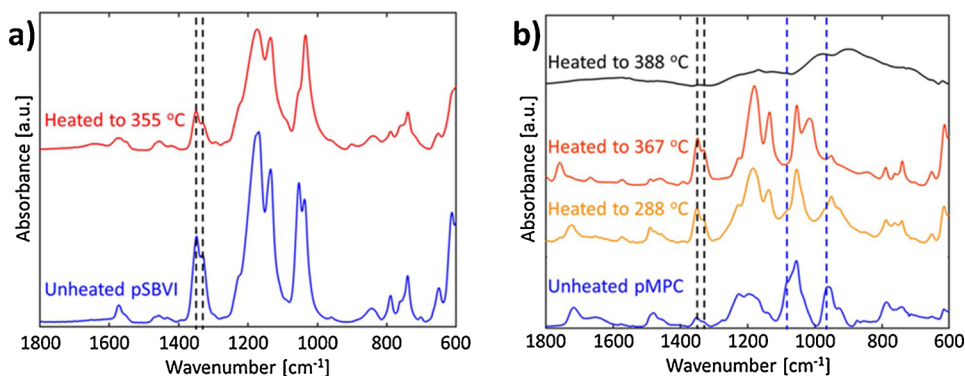 a)
Absorbance [a.u.]
Heated to 355 °C
Unheated pSBVI
1800 1600 1400 1200 1000 800 600
Wavenumber [cm⁻¹]
b)
Absorbance [a.u.]
Heated to 388 °C
Heated to 367 °C
Heated to 288 °C
Unheated pMPC
1800 1600 1400 1200 1000 800 600
Wavenumber [cm⁻¹]